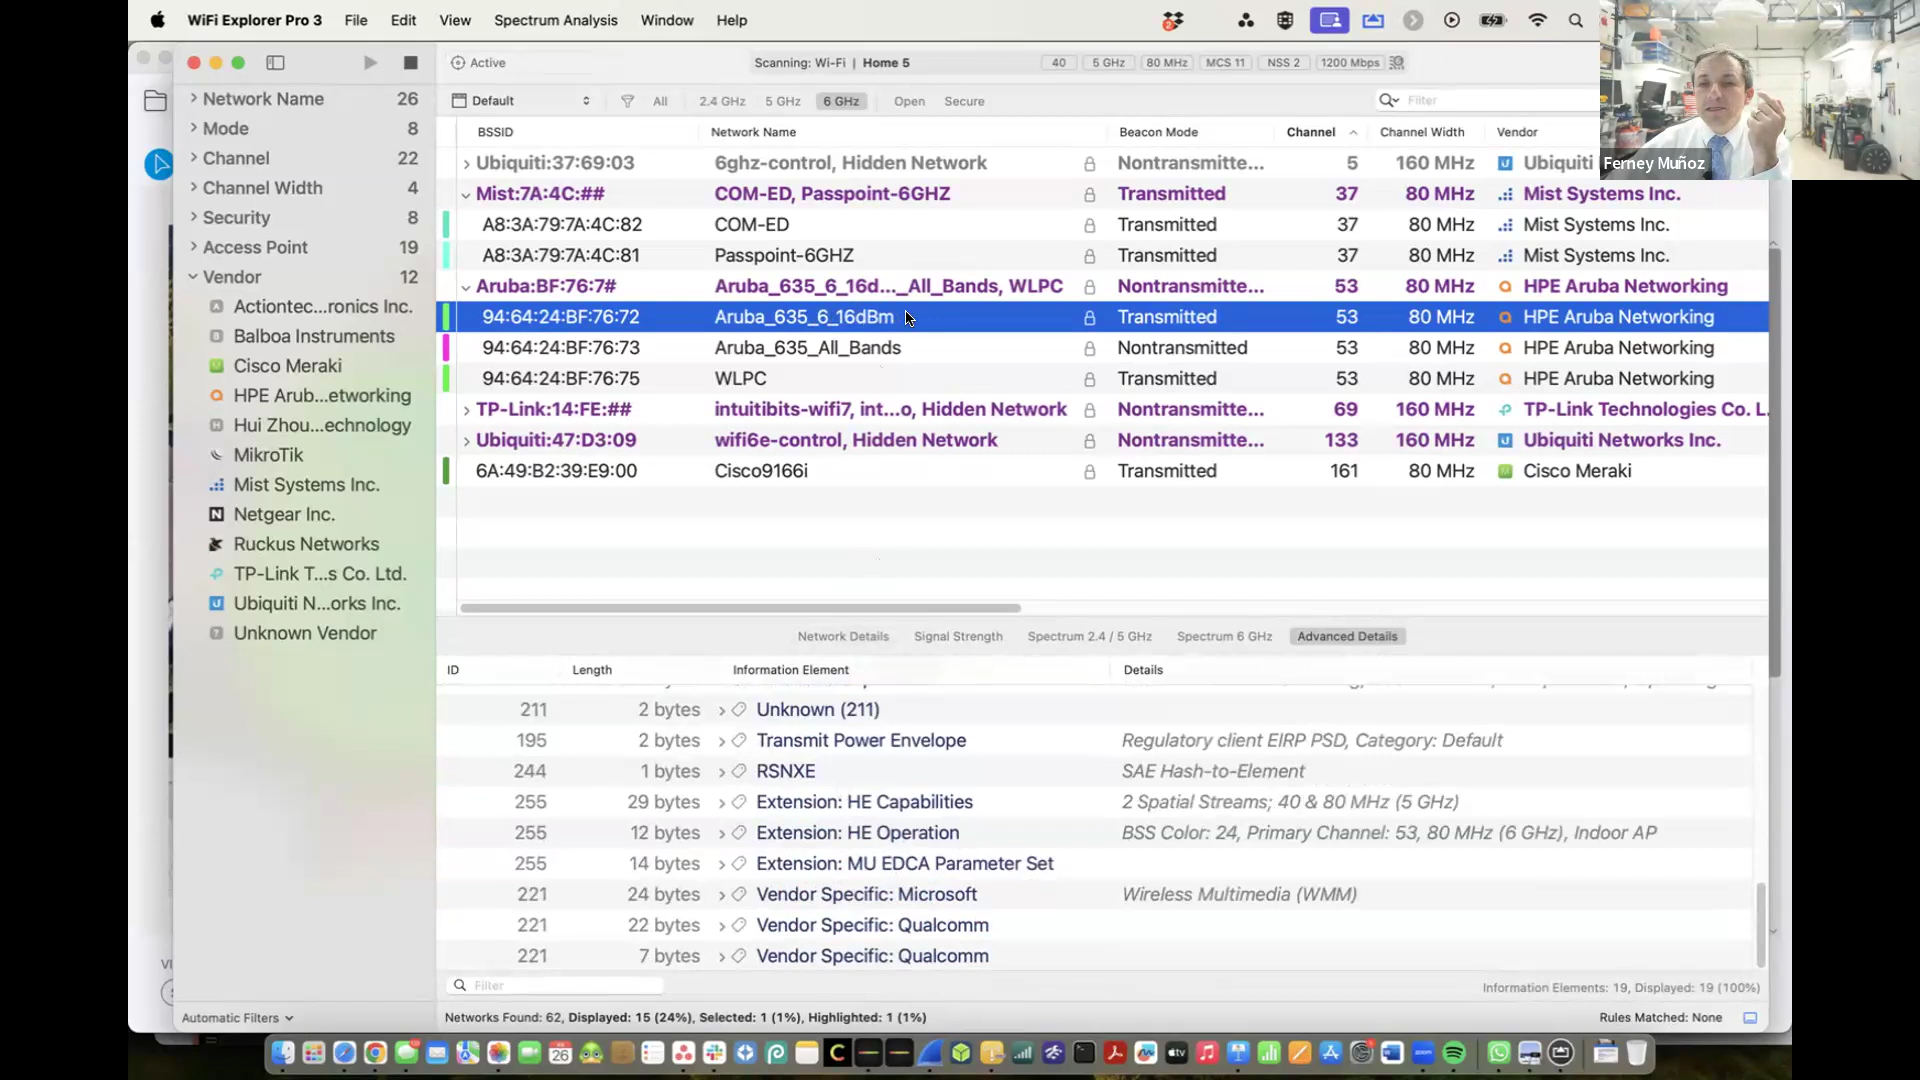 WiFi Explorer Pro 3 File Edit View Spectrum Analysis Window Help
Ferney Muñoz
Active
Scanning: Wi-Fi | Home 5
40 5 GHz 80 MHz MCS 11 NSS 2 1200 Mbps
Default All 2.4 GHz 5 GHz 6 GHz Open Secure Filter
Network Name 26
Mode 8
Channel 22
Channel Width 4
Security 8
Access Point 19
Vendor 12
Actiontec...ronics Inc.
Balboa Instruments
Cisco Meraki
HPE Arub...etworking
Hui Zhou...echnology
MikroTik
Mist Systems Inc.
Netgear Inc.
Ruckus Networks
TP-Link T...s Co. Ltd.
Ubiquiti N...orks Inc.
Unknown Vendor
Automatic Filters
BSSID Network Name Beacon Mode Channel Channel Width Vendor
Ubiquiti:37:69:03 6ghz-control, Hidden Network Nontransmitte... 5 160 MHz Ubiquiti
Mist:7A:4C:## COM-ED, Passpoint-6GHZ Transmitted 37 80 MHz Mist Systems Inc.
A8:3A:79:7A:4C:82 COM-ED Transmitted 37 80 MHz Mist Systems Inc.
A8:3A:79:7A:4C:81 Passpoint-6GHZ Transmitted 37 80 MHz Mist Systems Inc.
Aruba:BF:76:7# Aruba_635_6_16d..._All_Bands, WLPC Nontransmitte... 53 80 MHz HPE Aruba Networking
94:64:24:BF:76:72 Aruba_635_6_16dBm Transmitted 53 80 MHz HPE Aruba Networking
94:64:24:BF:76:73 Aruba_635_All_Bands Nontransmitted 53 80 MHz HPE Aruba Networking
94:64:24:BF:76:75 WLPC Transmitted 53 80 MHz HPE Aruba Networking
TP-Link:14:FE:## intuitibits-wifi7, int...o, Hidden Network Nontransmitte... 69 160 MHz TP-Link Technologies Co. L
Ubiquiti:47:D3:09 wifi6e-control, Hidden Network Nontransmitte... 133 160 MHz Ubiquiti Networks Inc.
6A:49:B2:39:E9:00 Cisco9166i Transmitted 161 80 MHz Cisco Meraki
Network Details Signal Strength Spectrum 2.4 / 5 GHz Spectrum 6 GHz Advanced Details
ID Length Information Element Details
211 2 bytes Unknown (211)
195 2 bytes Transmit Power Envelope Regulatory client EIRP PSD, Category: Default
244 1 bytes RSNXE SAE Hash-to-Element
255 29 bytes Extension: HE Capabilities 2 Spatial Streams; 40 & 80 MHz (5 GHz)
255 12 bytes Extension: HE Operation BSS Color: 24, Primary Channel: 53, 80 MHz (6 GHz), Indoor AP
255 14 bytes Extension: MU EDCA Parameter Set
221 24 bytes Vendor Specific: Microsoft Wireless Multimedia (WMM)
221 22 bytes Vendor Specific: Qualcomm
221 7 bytes Vendor Specific: Qualcomm
Filter Information Elements: 19, Displayed: 19 (100%)
Networks Found: 62, Displayed: 15 (24%), Selected: 1 (1%), Highlighted: 1 (1%) Rules Matched: None
26